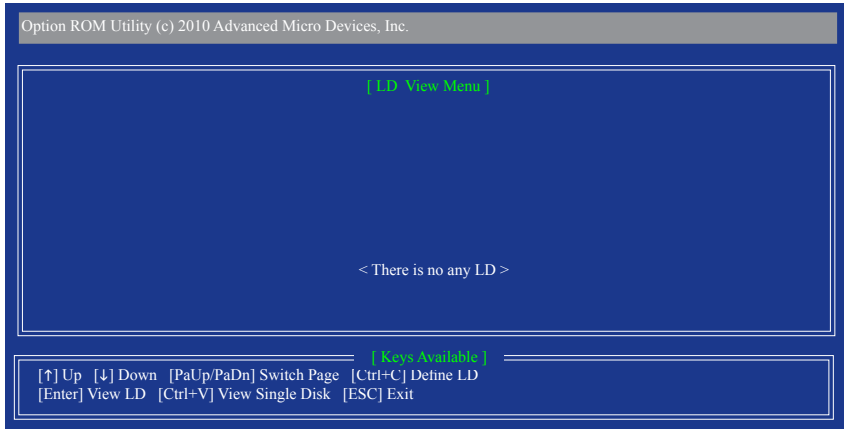 Option ROM Utility (c) 2010 Advanced Micro Devices, Inc.
[ LD View Menu ]
< There is no any LD >
[ Keys Available ]
[↑] Up [↓] Down [PaUp/PaDn] Switch Page [Ctrl+C] Define LD
[Enter] View LD [Ctrl+V] View Single Disk [ESC] Exit